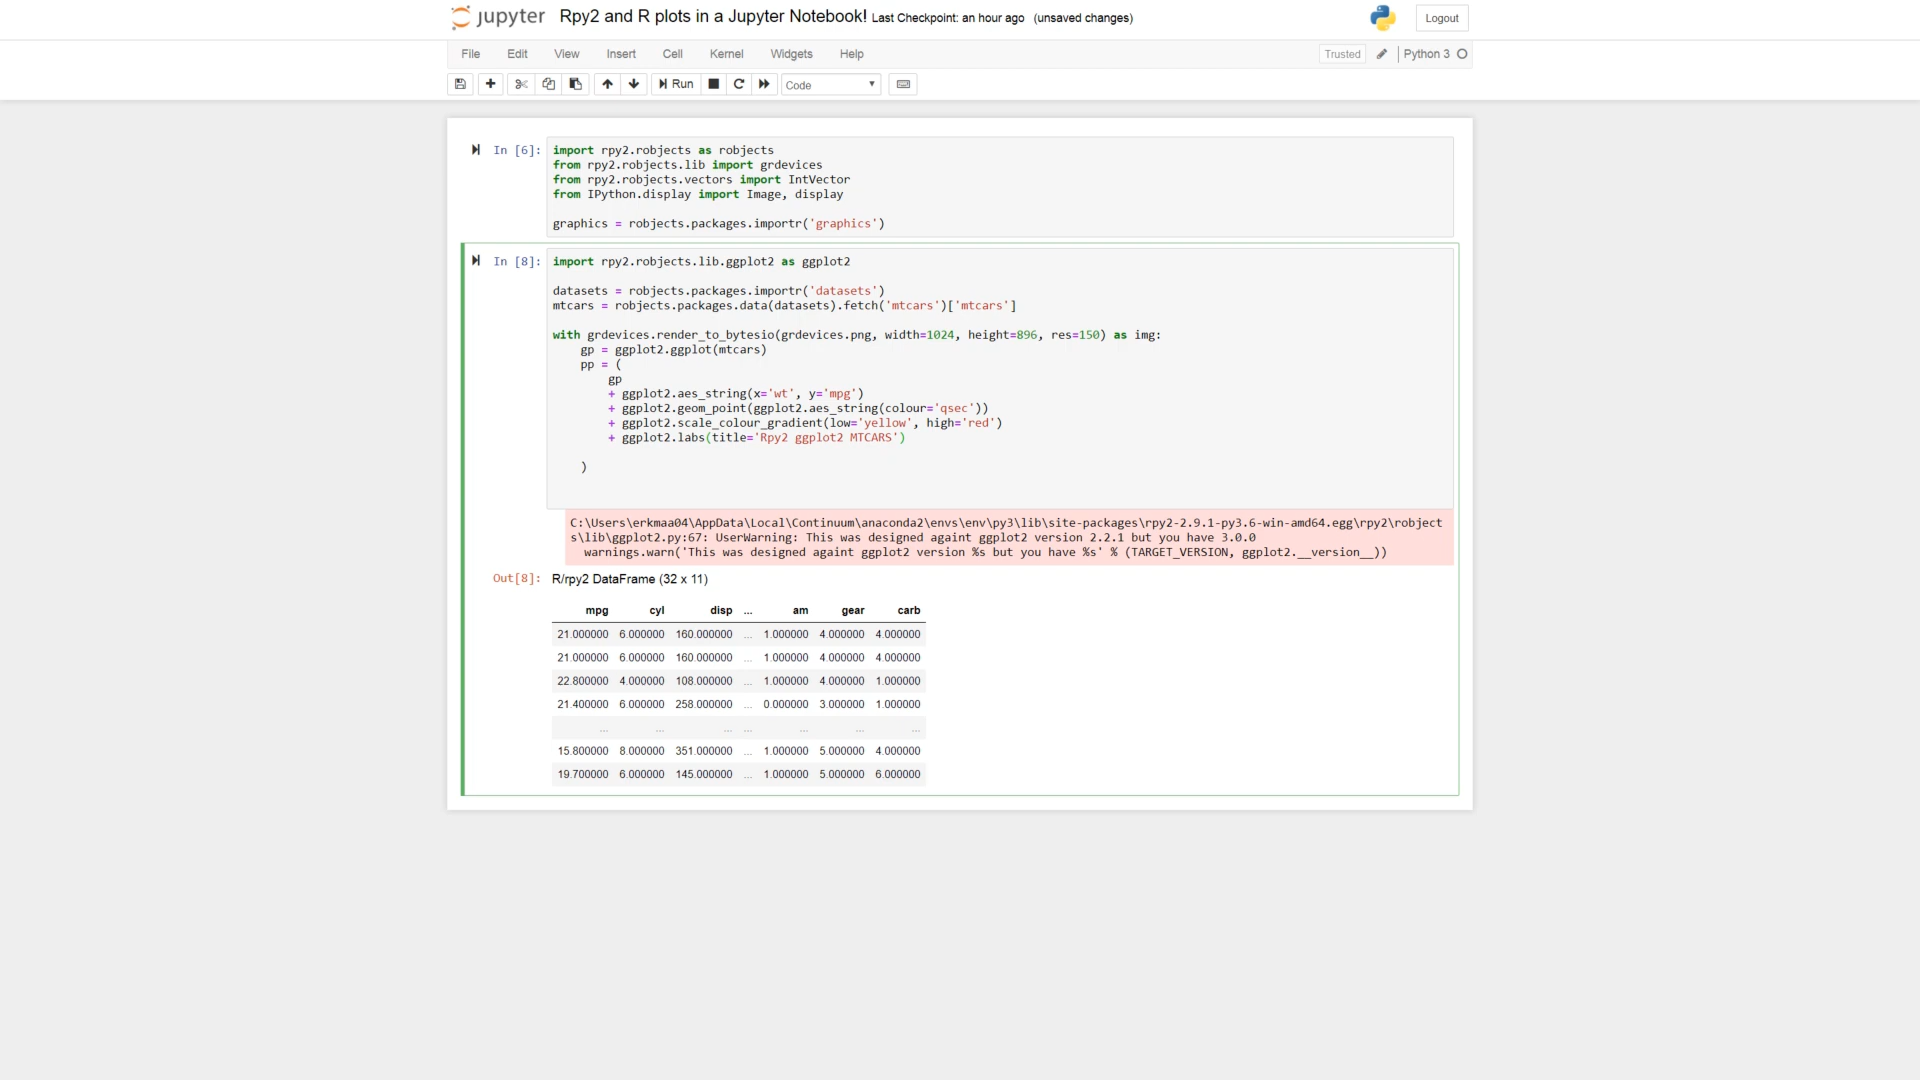 jupyter Rpy2 and R plots in a Jupyter Notebook! Last Checkpoint: an hour ago (unsaved changes) Logout
File Edit View Insert Cell Kernel Widgets Help Trusted Python 3
Run Code
In [6]: import rpy2.robjects as robjects
from rpy2.robjects.lib import grdevices
from rpy2.robjects.vectors import IntVector
from IPython.display import Image, display
graphics = robjects.packages.importr('graphics')
In [8]: import rpy2.robjects.lib.ggplot2 as ggplot2
datasets = robjects.packages.importr('datasets')
mtcars = robjects.packages.data(datasets).fetch('mtcars')['mtcars']
with grdevices.render_to_bytesio(grdevices.png, width=1024, height=896, res=150) as img:
gp = ggplot2.ggplot(mtcars)
pp = (
gp
+ ggplot2.aes_string(x='wt', y='mpg')
+ ggplot2.geom_point(ggplot2.aes_string(colour='qsec'))
+ ggplot2.scale_colour_gradient(low='yellow', high='red')
+ ggplot2.labs(title='Rpy2 ggplot2 MTCARS')
)
C:\Users\erkmaa04\AppData\Local\Continuum\anaconda2\envs\env\py3\lib\site-packages\rpy2-2.9.1-py3.6-win-amd64.egg\rpy2\robject
s\lib\ggplot2.py:67: UserWarning: This was designed againt ggplot2 version 2.2.1 but you have 3.0.0
warnings.warn('This was designed againt ggplot2 version %s but you have %s' % (TARGET_VERSION, ggplot2.__version__))
Out[8]: R/rpy2 DataFrame (32 x 11)
mpg cyl disp ... am gear carb
21.000000 6.000000 160.000000 ... 1.000000 4.000000 4.000000
21.000000 6.000000 160.000000 ... 1.000000 4.000000 4.000000
22.800000 4.000000 108.000000 ... 1.000000 4.000000 1.000000
21.400000 6.000000 258.000000 ... 0.000000 3.000000 1.000000
... ... ... ... ... ... ...
15.800000 8.000000 351.000000 ... 1.000000 5.000000 4.000000
19.700000 6.000000 145.000000 ... 1.000000 5.000000 6.000000